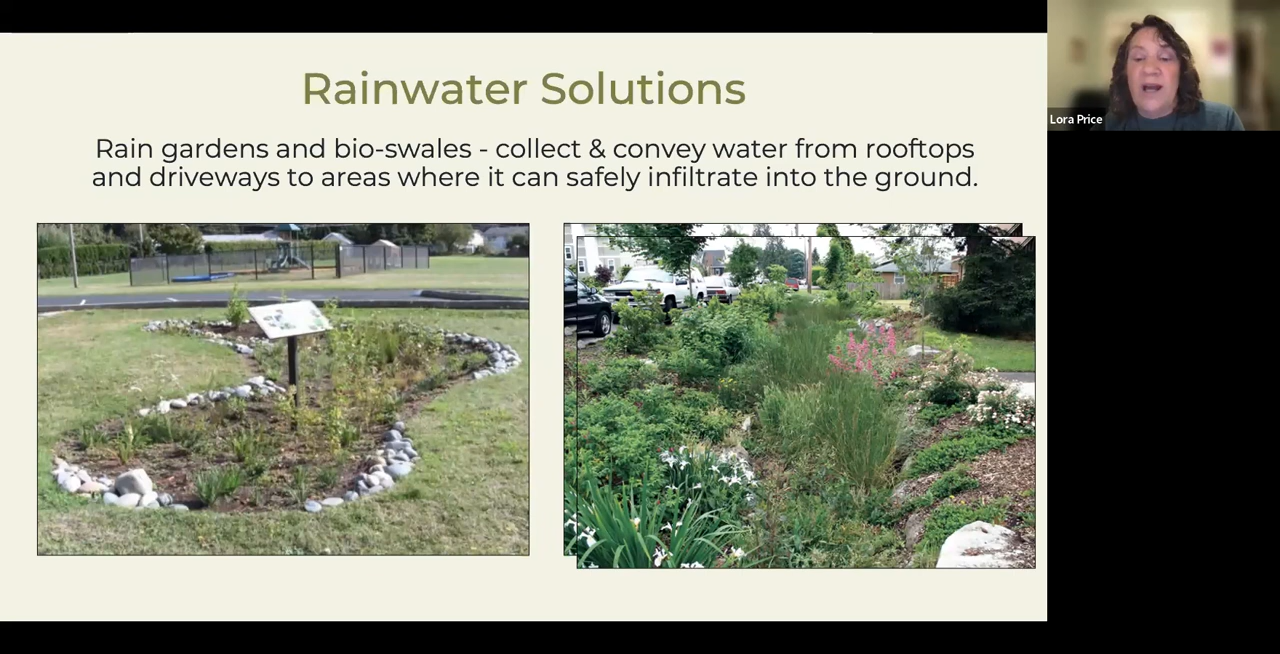 Rainwater Solutions
Rain gardens and bio-swales - collect & convey water from rooftops
and driveways to areas where it can safely infiltrate into the ground.
Lora Price